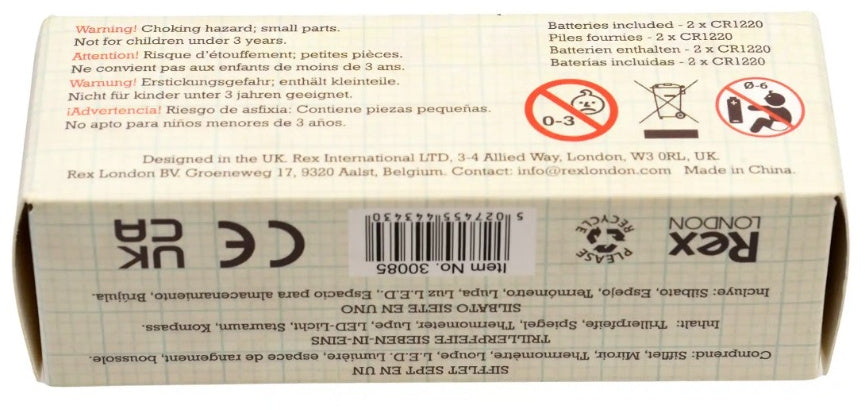 Warning! Choking hazard; small parts.
Not for children under 3 years.
Attention! Risque d'étouffement; petites pièces.
Ne convient pas aux enfants de moins de 3 ans.
Warnung! Erstickungsgefahr; enthält kleinteile.
Nicht für kinder unter 3 jahren geeignet.
¡Advertencia! Riesgo de asfixia: Contiene piezas pequeñas.
No apto para niños menores de 3 años.
Batteries included - 2 x CR1220
Piles fournies - 2 x CR1220
Batterien enthalten - 2 x CR1220
Baterías incluidas - 2 x CR1220
0-3
Ø-6
Designed in the UK. Rex International LTD, 3-4 Allied Way, London, W3 0RL, UK.
Rex London BV. Groeneweg 17, 9320 Aalst, Belgium. Contact: info@rexlondon.com Made in China.
SIFFLET SEPT EN UN
Comprend: Sifflet, Miroir, Thermomètre, Loupe, L.E.D. Lumière, espace de rangement, boussole.
TRILLERPFEIFE SIEBEN-IN-EINS
Inhalt: Trillerpfeife, Spiegel, Thermometer, Lupe, LED-Licht, Stauraum, Kompass.
SILBATO SIETE EN UNO
Incluye: Silbato, Espejo, Termómetro, Lupa, Luz L.E.D., Espacio para almacenamiento, Brújula.
Rex
LONDON
PLEASE RECYCLE
Item No. 30085
5 027455 443430
CE
UK
CA